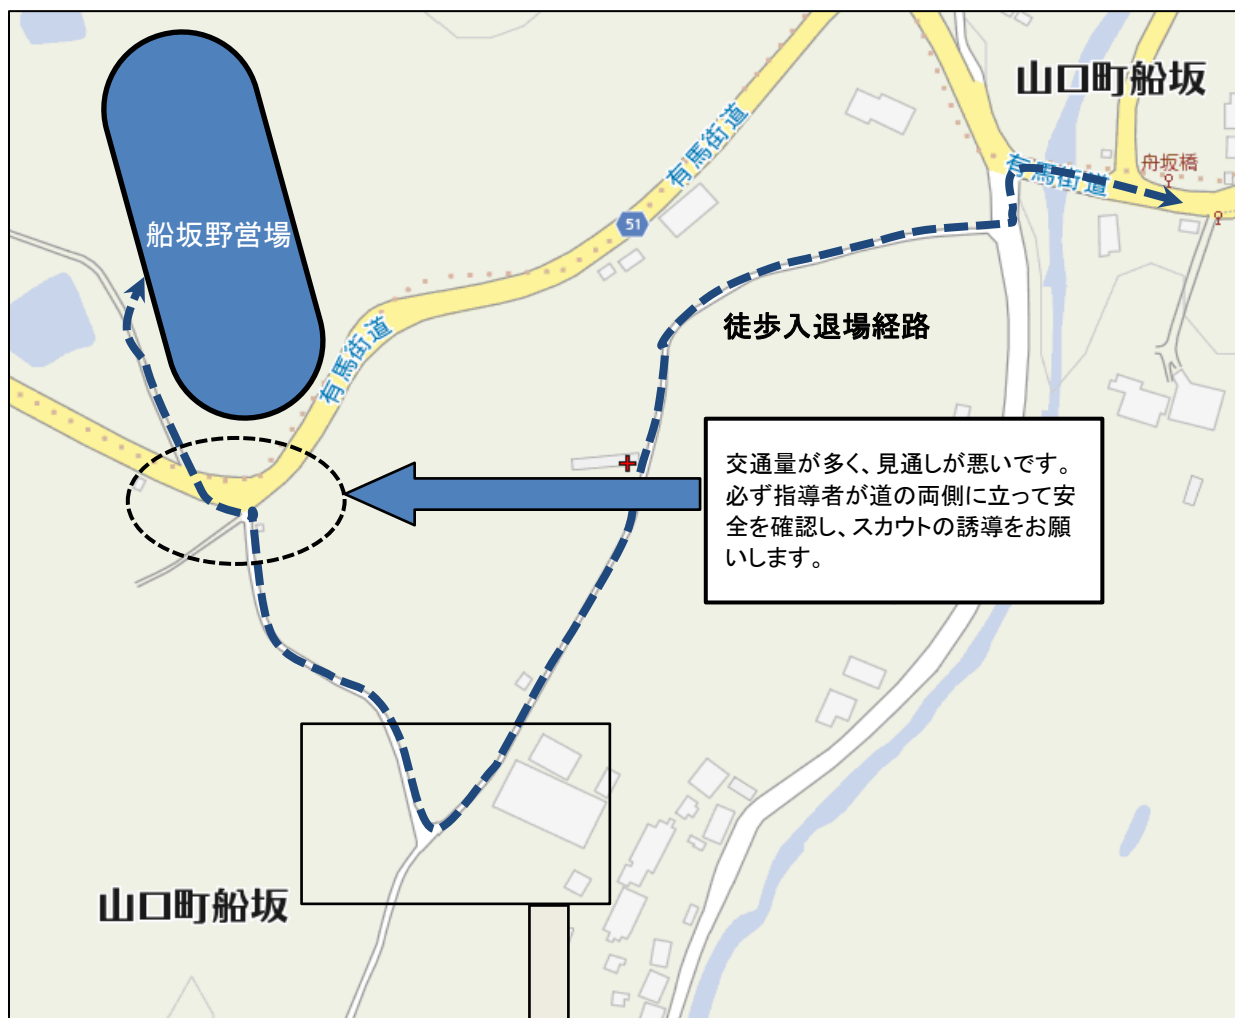 山口町船坂
有馬街道
有馬街道
舟坂橋
51
船坂野営場
徒歩入退場経路
有馬街道
交通量が多く、見通しが悪いです。
必ず指導者が道の両側に立って安
全を確認し、スカウトの誘導をお願
いします。
山口町船坂